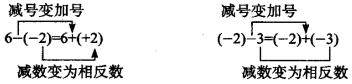 减号变加号
6-(-2)=6+(+2)
减数变为相反数
减号变加号
(-2)-3=(-2)+(-3)
减数变为相反数